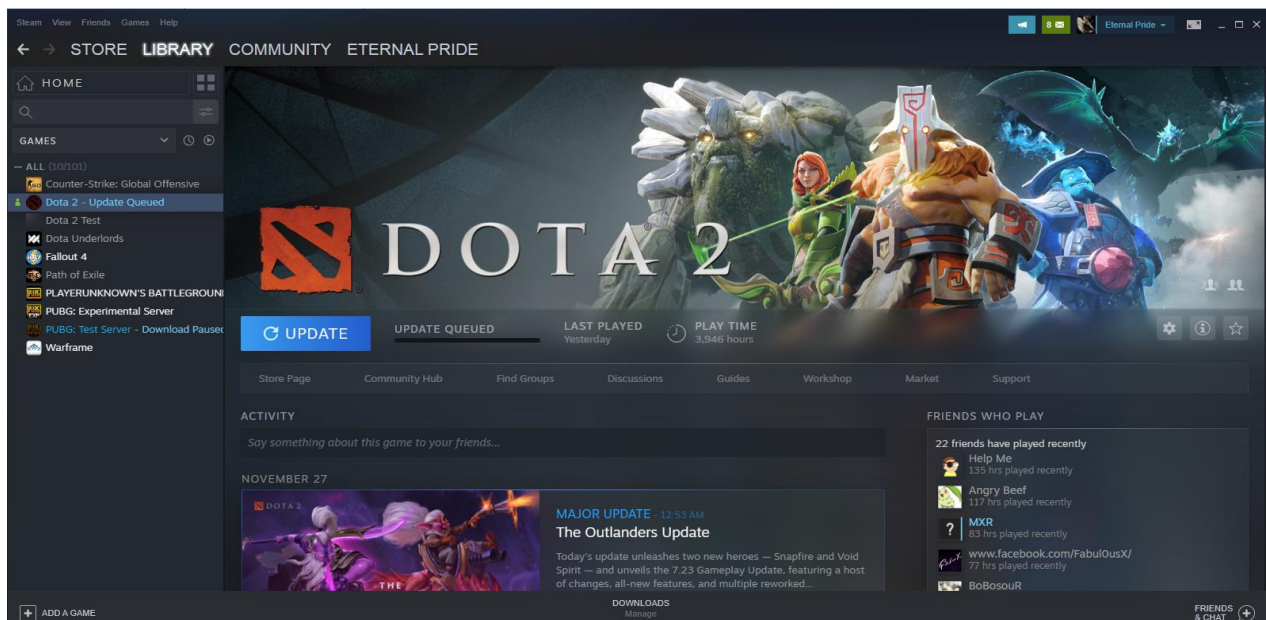 Steam View Friends Games Help
8
Eternal Pride
STORE LIBRARY COMMUNITY ETERNAL PRIDE
HOME
GAMES
— ALL (10/101)
Counter-Strike: Global Offensive
Dota 2 - Update Queued
Dota 2 Test
Dota Underlords
Fallout 4
Path of Exile
PLAYERUNKNOWN'S BATTLEGROUN
PUBG: Experimental Server
PUBG: Test Server - Download Paused
Warframe
DOTA 2
UPDATE
UPDATE QUEUED
LAST PLAYED
Yesterday
PLAY TIME
3,946 hours
Store Page Community Hub Find Groups Discussions Guides Workshop Market Support
ACTIVITY
Say something about this game to your friends...
NOVEMBER 27
DOTA 2
THE
MAJOR UPDATE - 12:53 AM
The Outlanders Update
Today's update unleashes two new heroes — Snapfire and Void
Spirit — and unveils the 7.23 Gameplay Update, featuring a host
of changes, all-new features, and multiple reworked...
FRIENDS WHO PLAY
22 friends have played recently
Help Me
135 hrs played recently
Angry Beef
117 hrs played recently
?
MXR
83 hrs played recently
www.facebook.com/Fabul0usX/
77 hrs played recently
BoBosouR
+ ADD A GAME
DOWNLOADS
Manage
FRIENDS
& CHAT